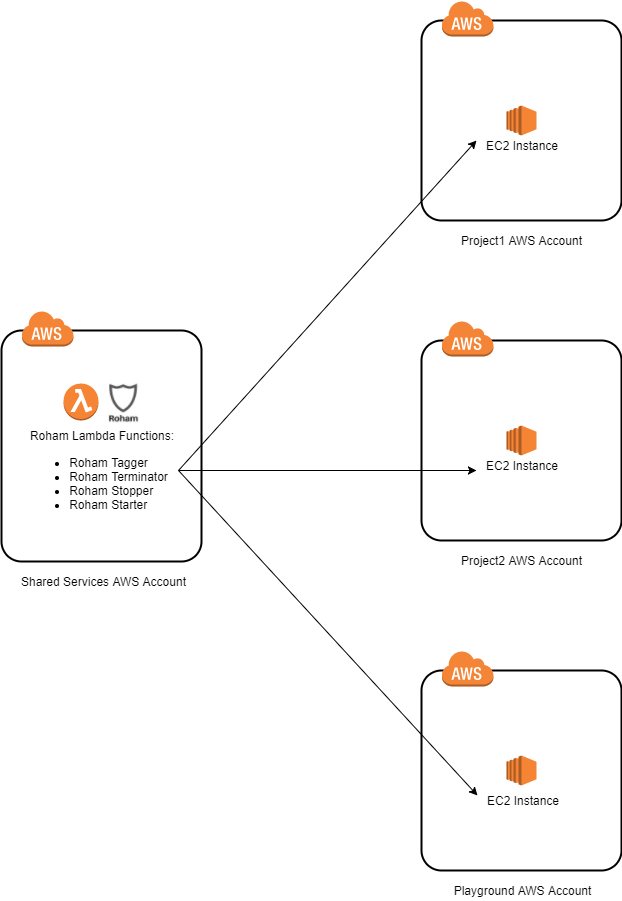 AWS
EC2 Instance
Project1 AWS Account
AWS
Roham
Roham Lambda Functions:
• Roham Tagger
• Roham Terminator
• Roham Stopper
• Roham Starter
Shared Services AWS Account
AWS
EC2 Instance
Project2 AWS Account
AWS
EC2 Instance
Playground AWS Account